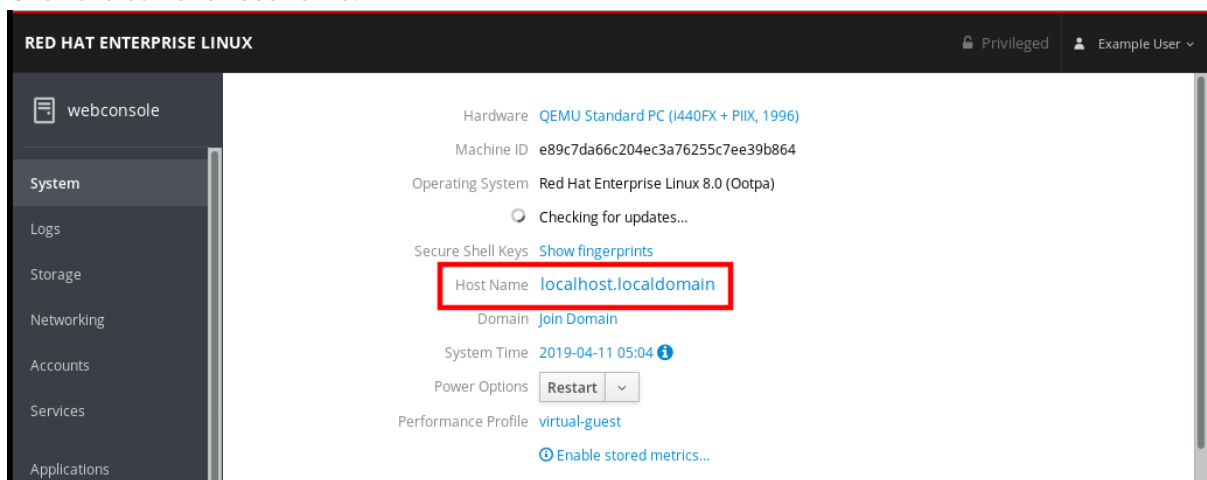 RED HAT ENTERPRISE LINUX Privileged Example User
webconsole
System
Logs
Storage
Networking
Accounts
Services
Applications
Hardware QEMU Standard PC (i440FX + PIIX, 1996)
Machine ID e89c7da66c204ec3a76255c7ee39b864
Operating System Red Hat Enterprise Linux 8.0 (Ootpa)
Checking for updates...
Secure Shell Keys Show fingerprints
Host Name localhost.localdomain
Domain Join Domain
System Time 2019-04-11 05:04
Power Options Restart
Performance Profile virtual-guest
Enable stored metrics...